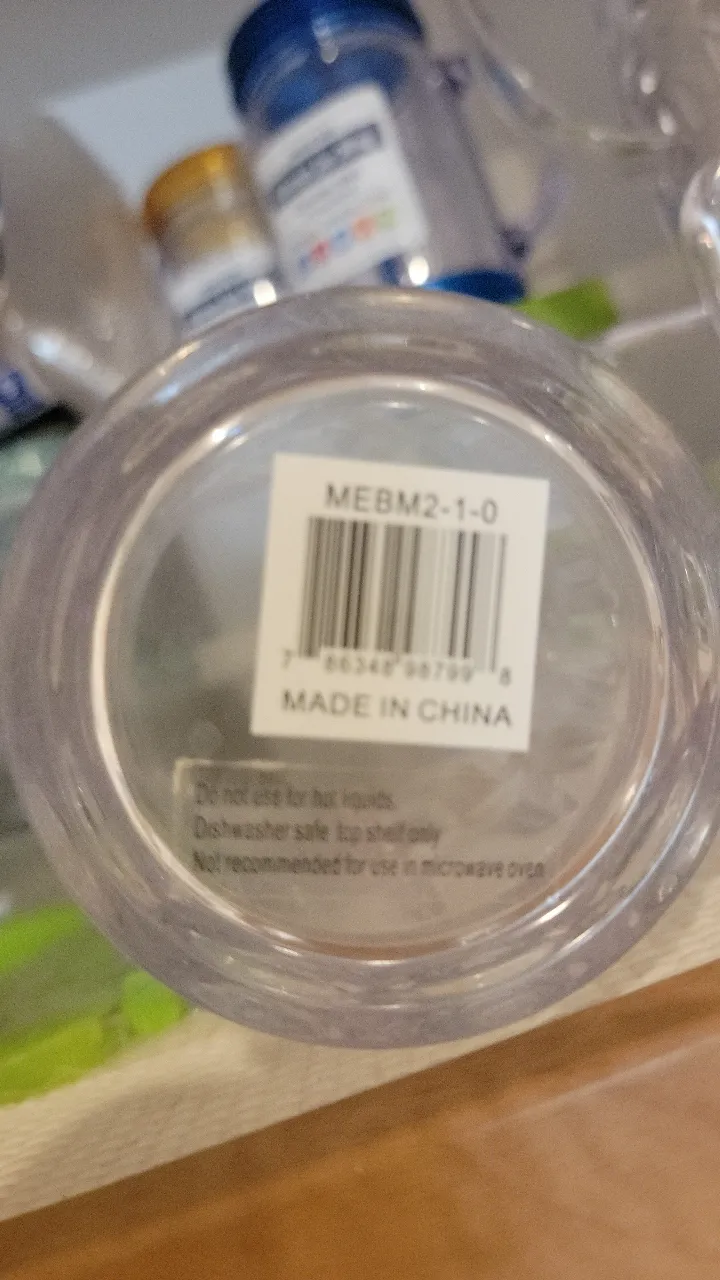 MEBM2-1-0
7 86348 98799 8
MADE IN CHINA
Do not use for hot liquids.
Dishwasher safe top shelf only
Not recommended for use in microwave oven